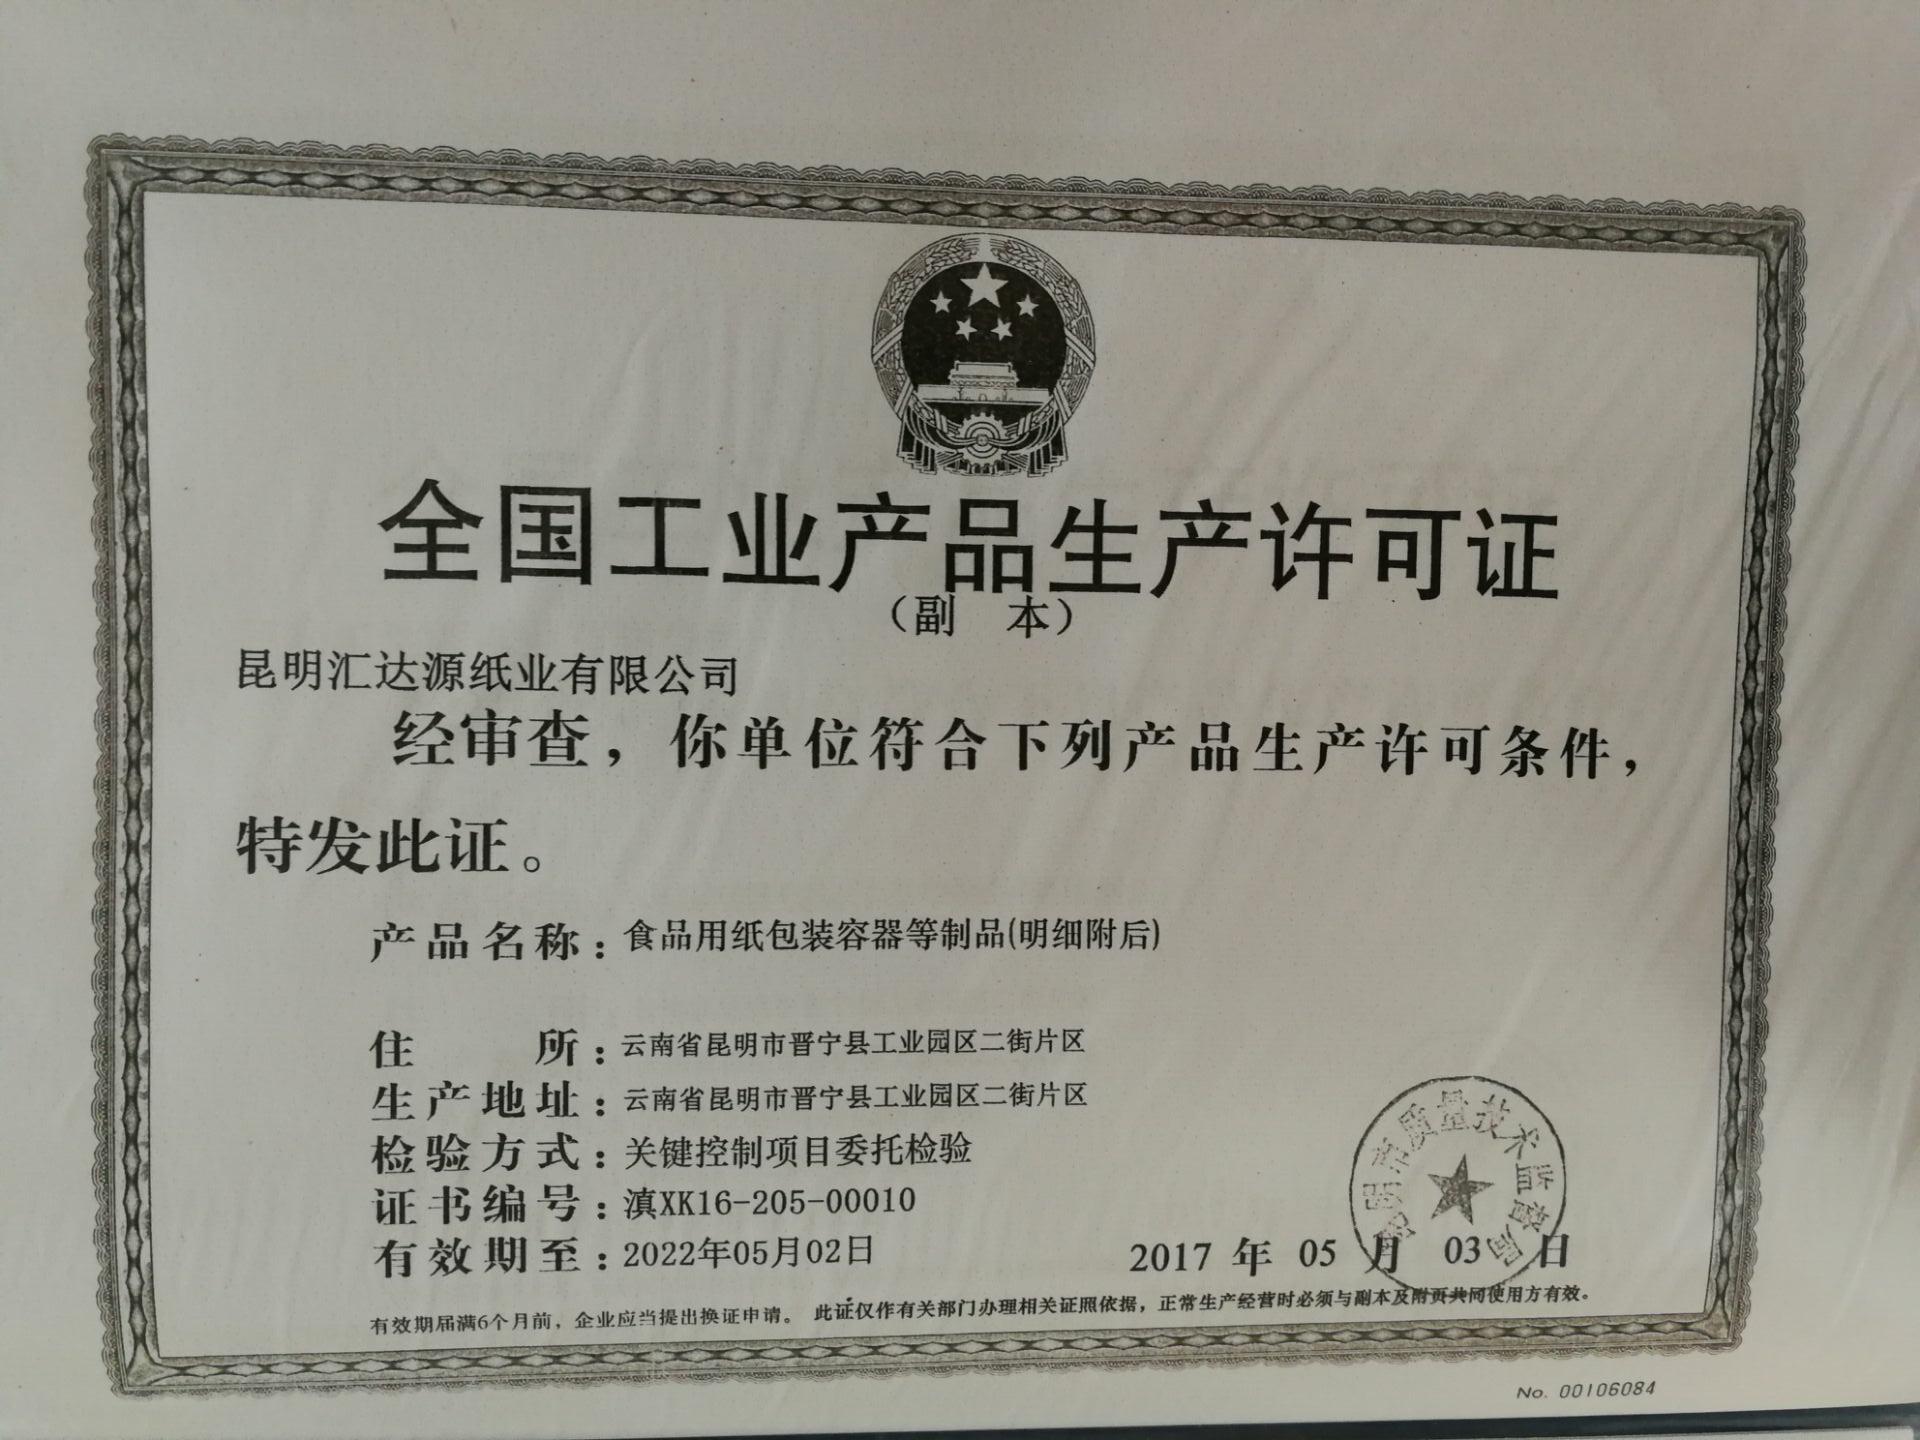 全国工业产品生产许可证
（副 本）
昆明汇达源纸业有限公司
经审查，你单位符合下列产品生产许可条件，
特发此证。
产品名称：食品用纸包装容器等制品(明细附后)
住 所：云南省昆明市晋宁县工业园区二街片区
生产地址：云南省昆明市晋宁县工业园区二街片区
检验方式：关键控制项目委托检验
证书编号：滇XK16-205-00010
有效期至：2022年05月02日
昆明市质量技术监督局
2017 年 05 月 03 日
有效期届满6个月前，企业应当提出换证申请。 此证仅作有关部门办理相关证照依据，正常生产经营时必须与副本及附页共同使用方有效。
No. 00106084